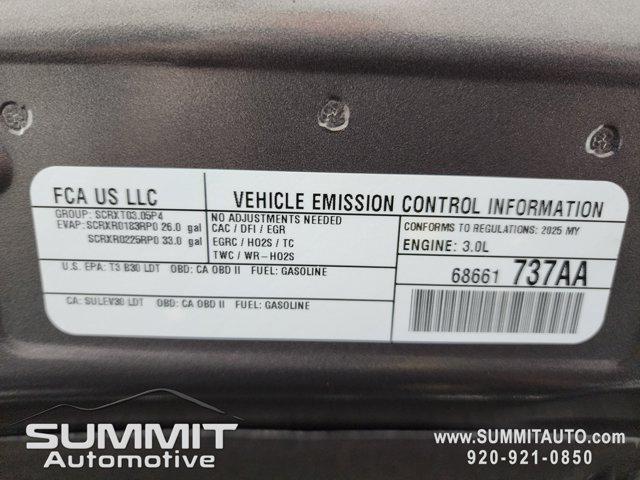 FCA US LLC
VEHICLE EMISSION CONTROL INFORMATION
GROUP: SCRXT03.05P4
EVAP: SCRXR0183RP0 26.0 gal
SCRXR0225RP0 33.0 gal
NO ADJUSTMENTS NEEDED
CAC / DFI / EGR
EGRC / HO2S / TC
TWC / WR-HO2S
CONFORMS TO REGULATIONS: 2025 MY
ENGINE: 3.0L
U.S. EPA: T3 B30 LDT OBD: CA OBD II FUEL: GASOLINE
68661 737AA
CA: SULEV30 LDT OBD: CA OBD II FUEL: GASOLINE
SUMMIT
Automotive
WWW.SUMMITAUTO.COM
920-921-0850